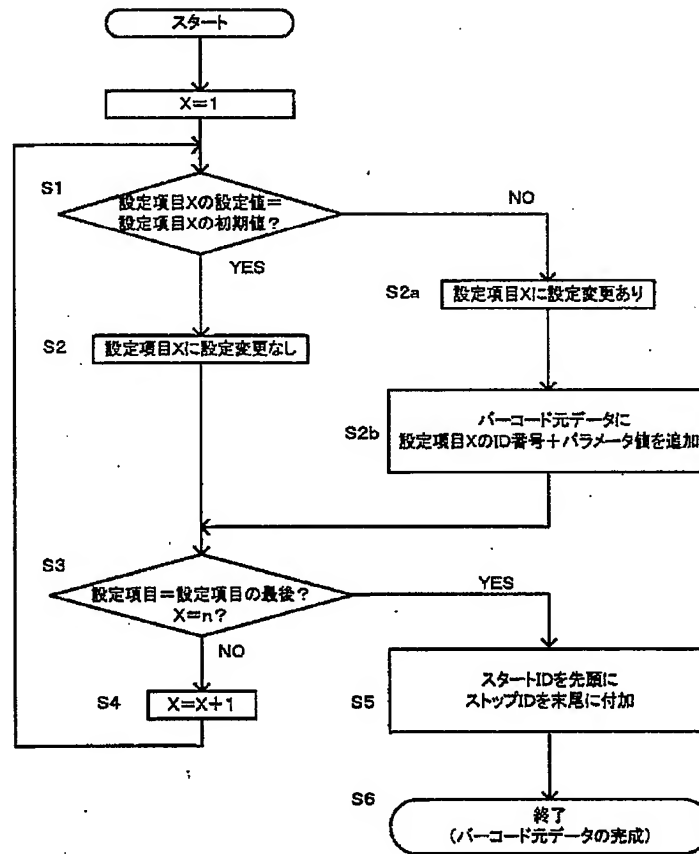 スタート
X=1
S1
設定項目Xの設定値=
設定項目Xの初期値?
NO
YES
S2a
設定項目Xに設定変更あり
S2
設定項目Xに設定変更なし
S2b
バーコード元データに
設定項目XのID番号+パラメータ値を追加
S3
設定項目=設定項目の最後?
X=n?
YES
NO
S4
X=X+1
S5
スタートIDを先頭に
ストップIDを末尾に付加
S6
終了
(バーコード元データの完成)